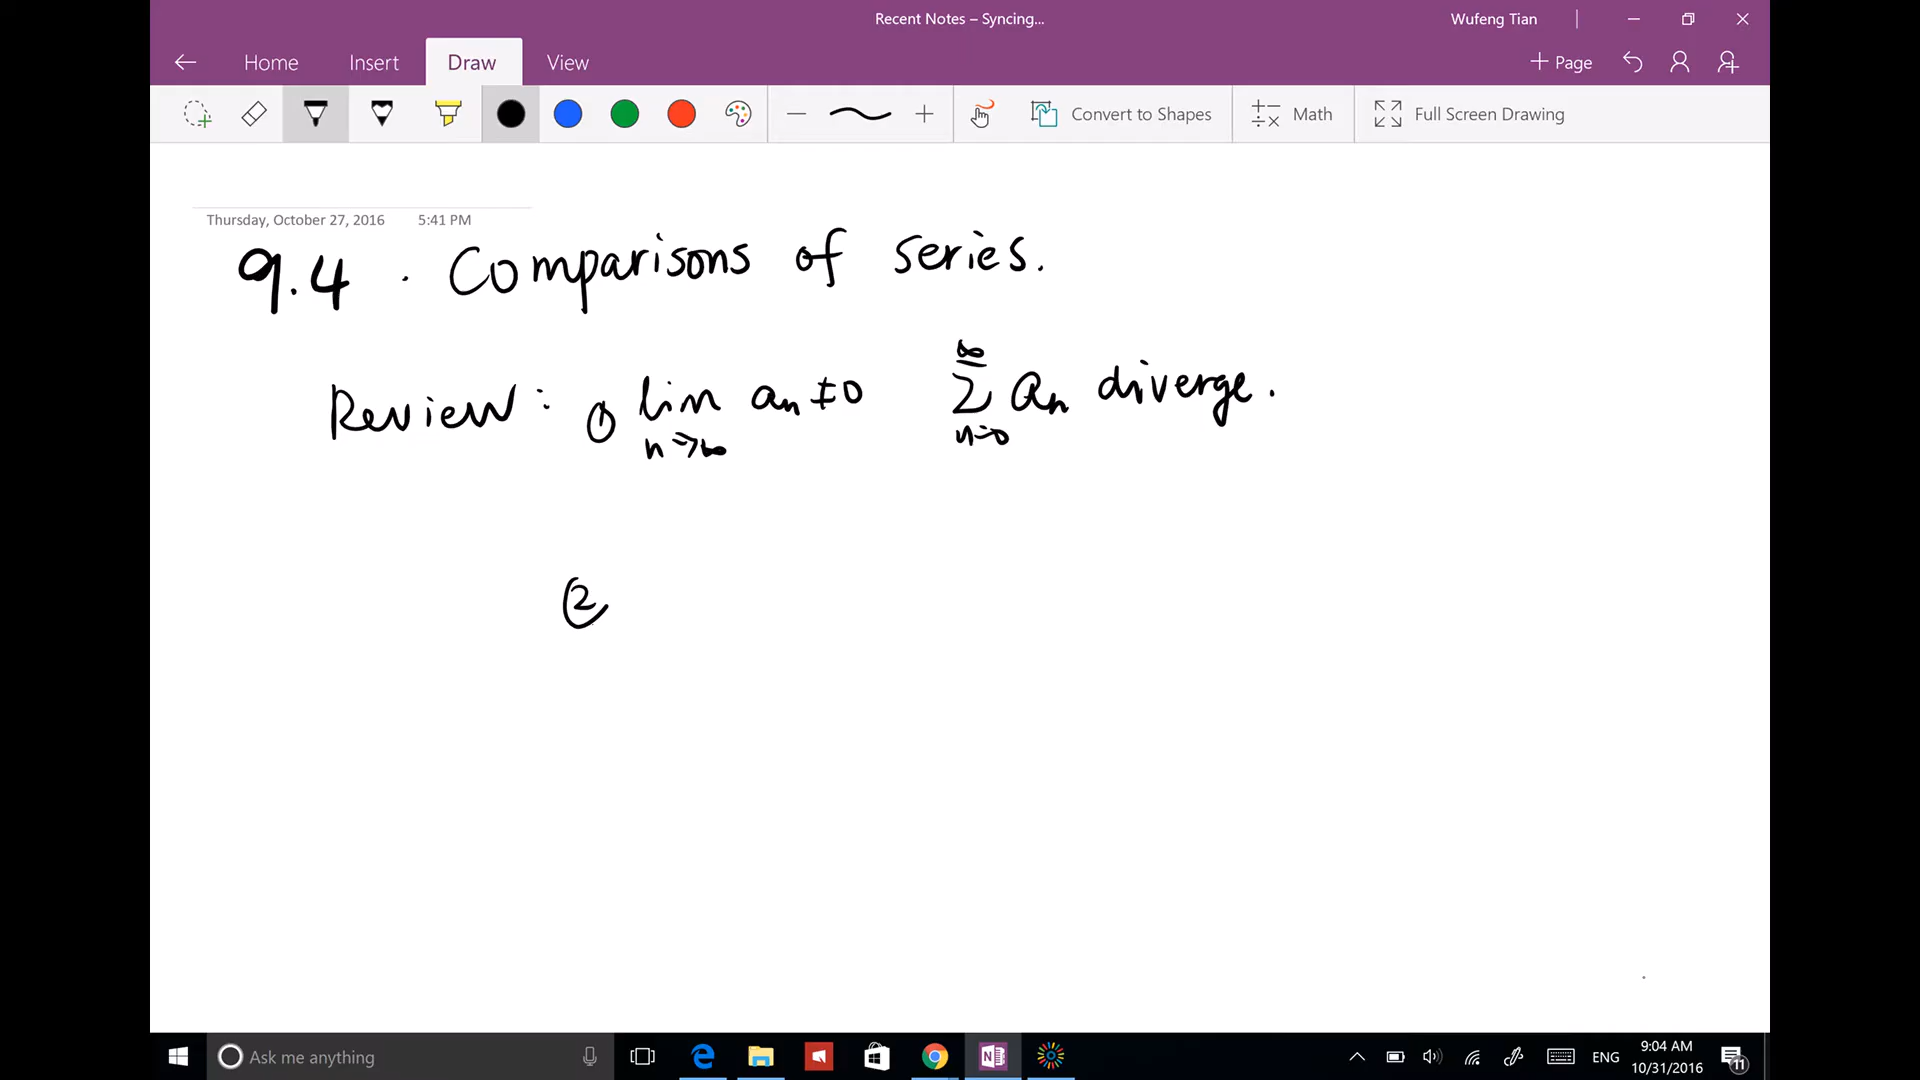 Recent Notes – Syncing...
Wufeng Tian
Home Insert Draw View
Page
Convert to Shapes
Math
Full Screen Drawing
Thursday, October 27, 2016 5:41 PM
9.4 . Comparisons of series.
Review: ① lim n→∞ an ≠ 0 ∞ Σ n=0 an diverge.
②
Ask me anything
ENG
9:04 AM
10/31/2016
11